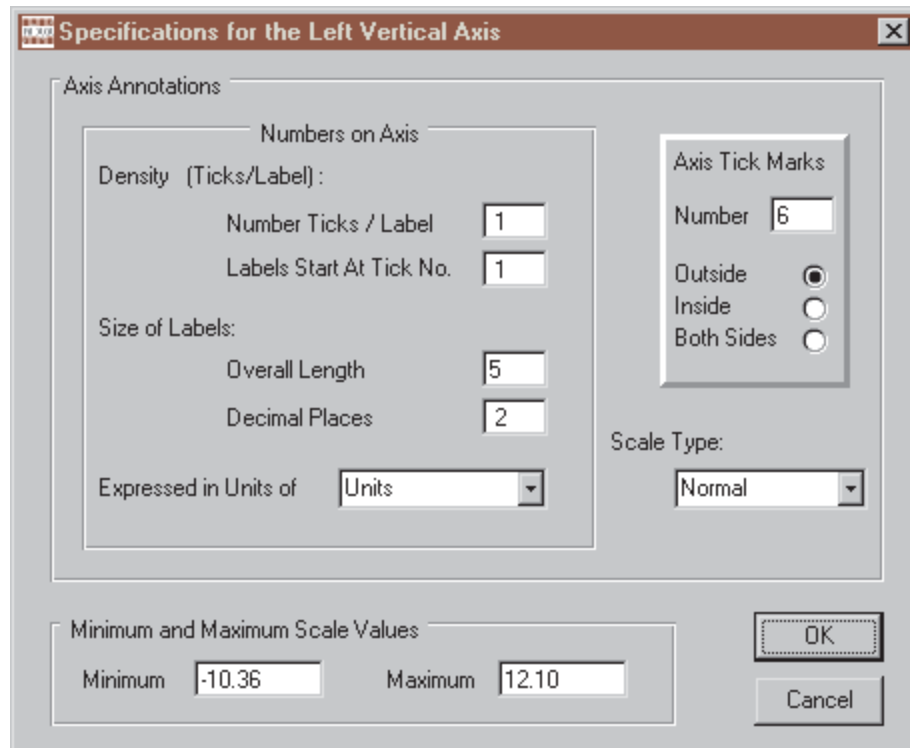 Specifications for the Left Vertical Axis
Axis Annotations
Numbers on Axis
Density (Ticks/Label) :
Number Ticks / Label 1
Labels Start At Tick No. 1
Size of Labels:
Overall Length 5
Decimal Places 2
Expressed in Units of Units
Axis Tick Marks
Number 6
Outside
Inside
Both Sides
Scale Type:
Normal
Minimum and Maximum Scale Values
Minimum -10.36 Maximum 12.10
OK
Cancel